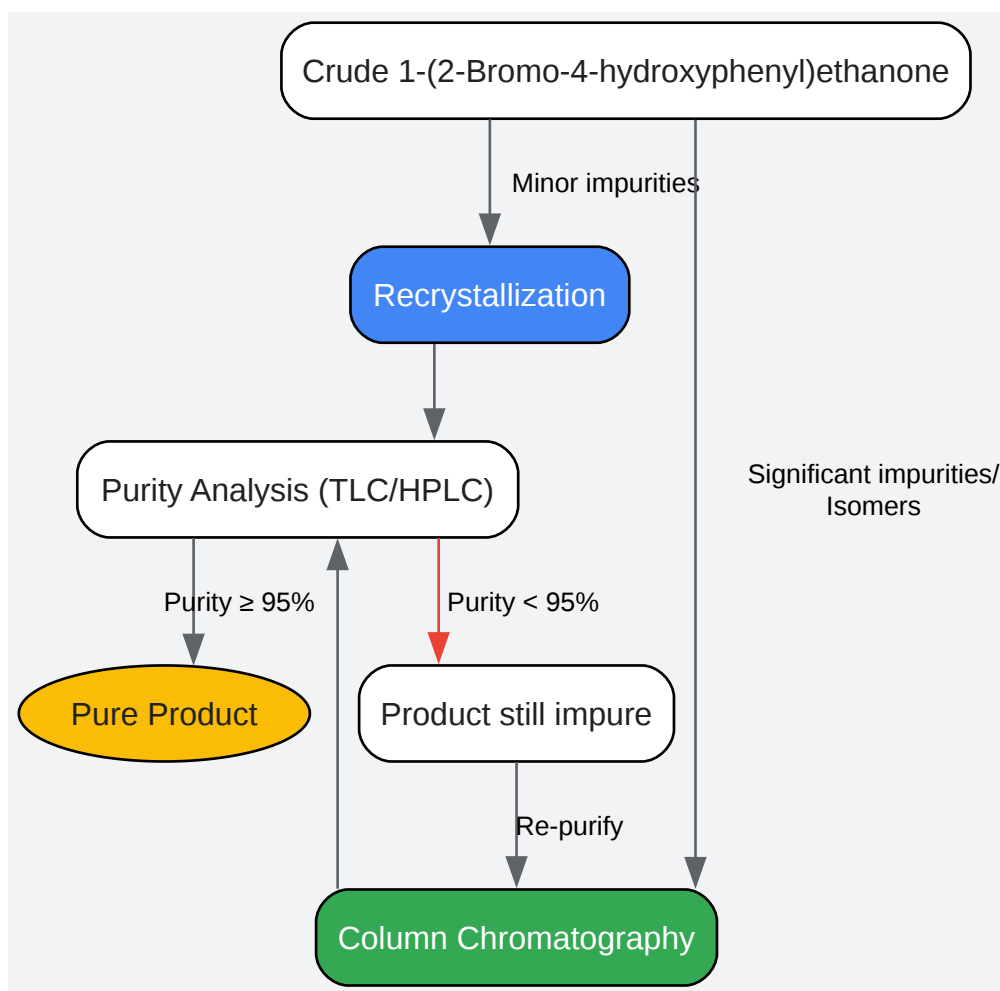 Crude 1-(2-Bromo-4-hydroxyphenyl)ethanone
Minor impurities
Recrystallization
Significant impurities/
Isomers
Purity Analysis (TLC/HPLC)
Purity ≥ 95%
Purity < 95%
Pure Product
Product still impure
Re-purify
Column Chromatography